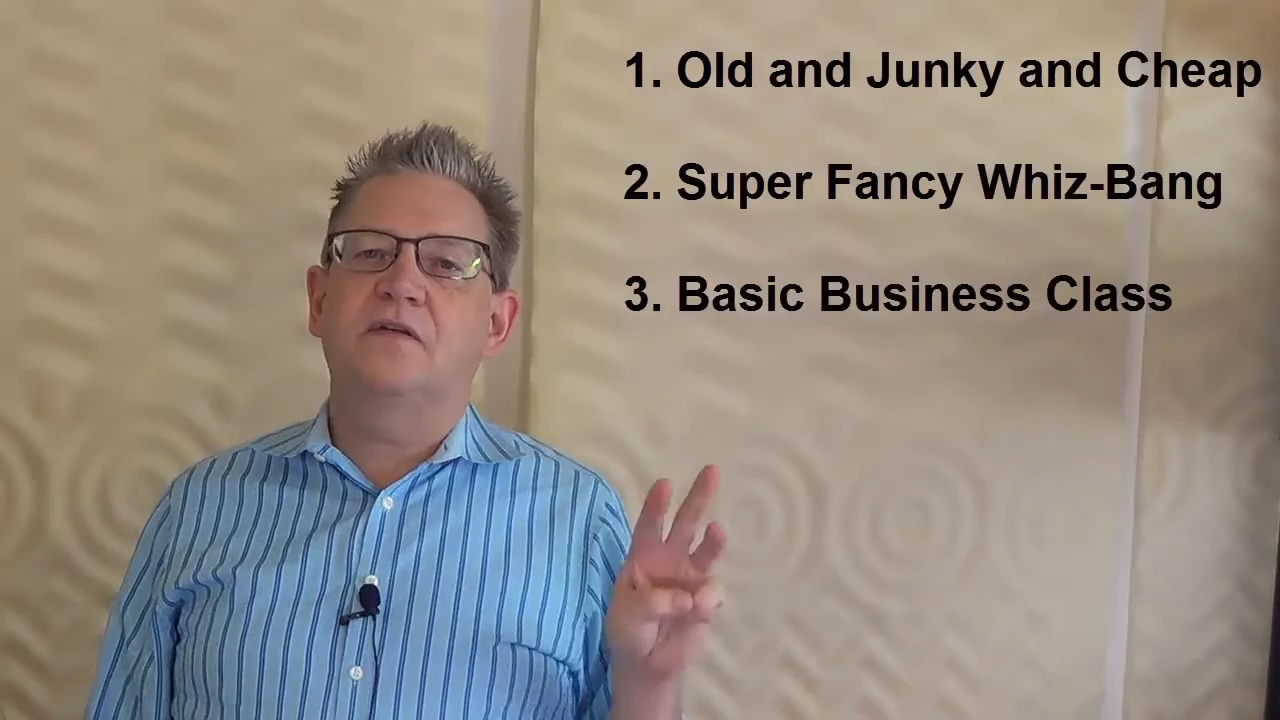 1. Old and Junky and Cheap
2. Super Fancy Whiz-Bang
3. Basic Business Class